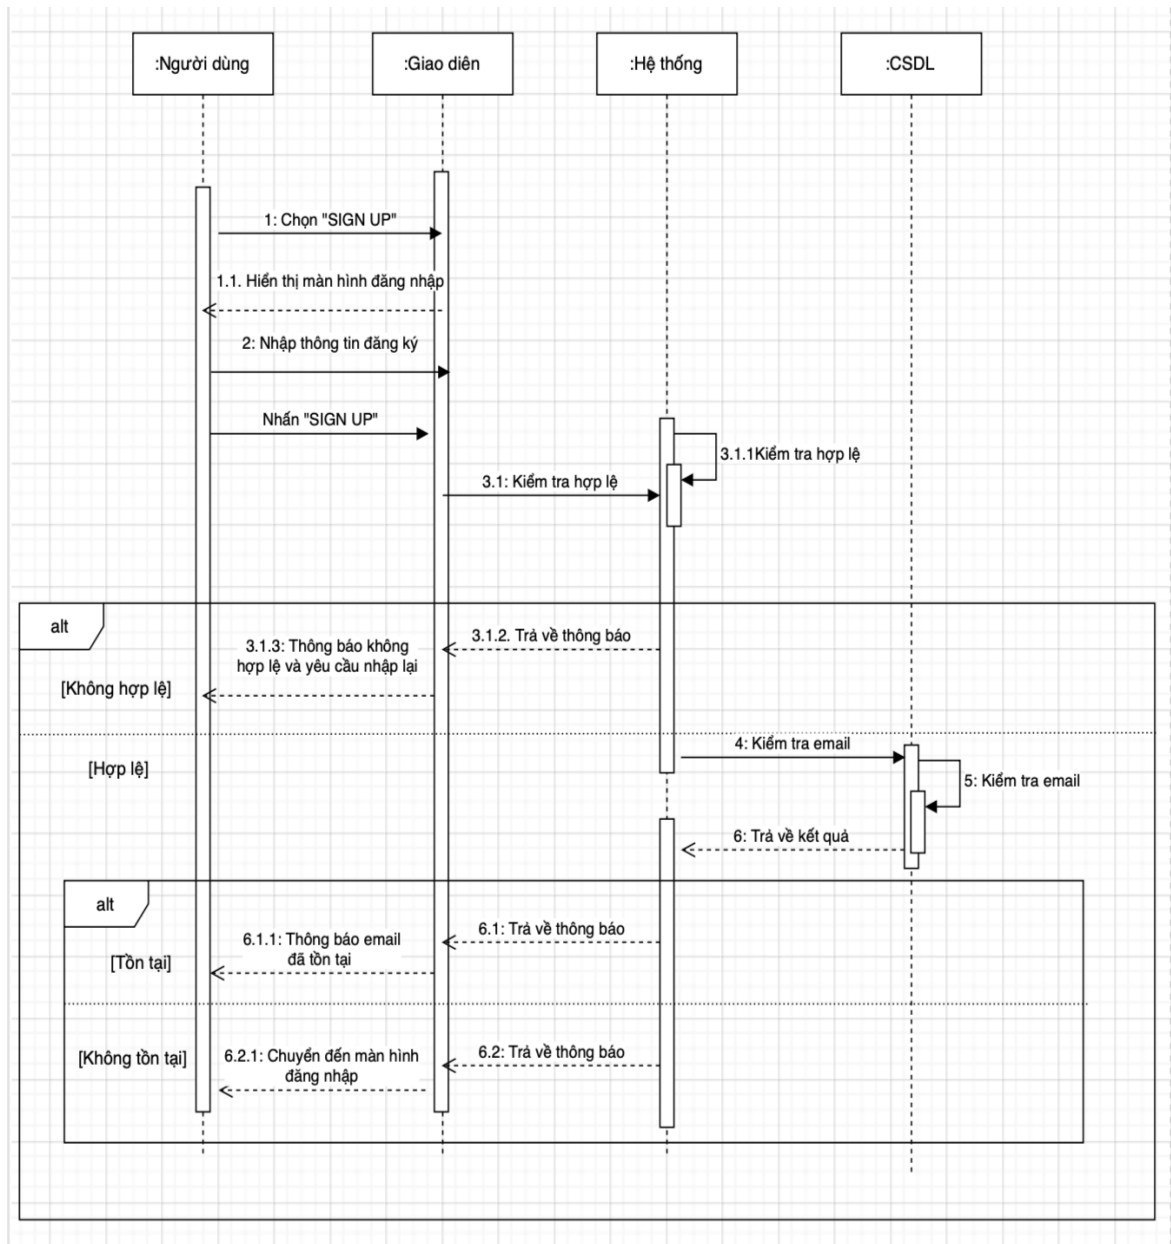 :Người dùng
:Giao diên
:Hệ thống
:CSDL
1: Chọn "SIGN UP"
1.1. Hiển thị màn hình đăng nhập
2: Nhập thông tin đăng ký
Nhấn "SIGN UP"
3.1.1Kiểm tra hợp lệ
3.1: Kiểm tra hợp lệ
alt
3.1.2. Trả về thông báo
3.1.3: Thông báo không
hợp lệ và yêu cầu nhập lại
[Không hợp lệ]
4: Kiểm tra email
[Hợp lệ]
5: Kiểm tra email
6: Trả về kết quả
alt
6.1: Trả về thông báo
6.1.1: Thông báo email
đã tồn tại
[Tồn tại]
6.2: Trả về thông báo
6.2.1: Chuyển đến màn hình
đăng nhập
[Không tồn tại]